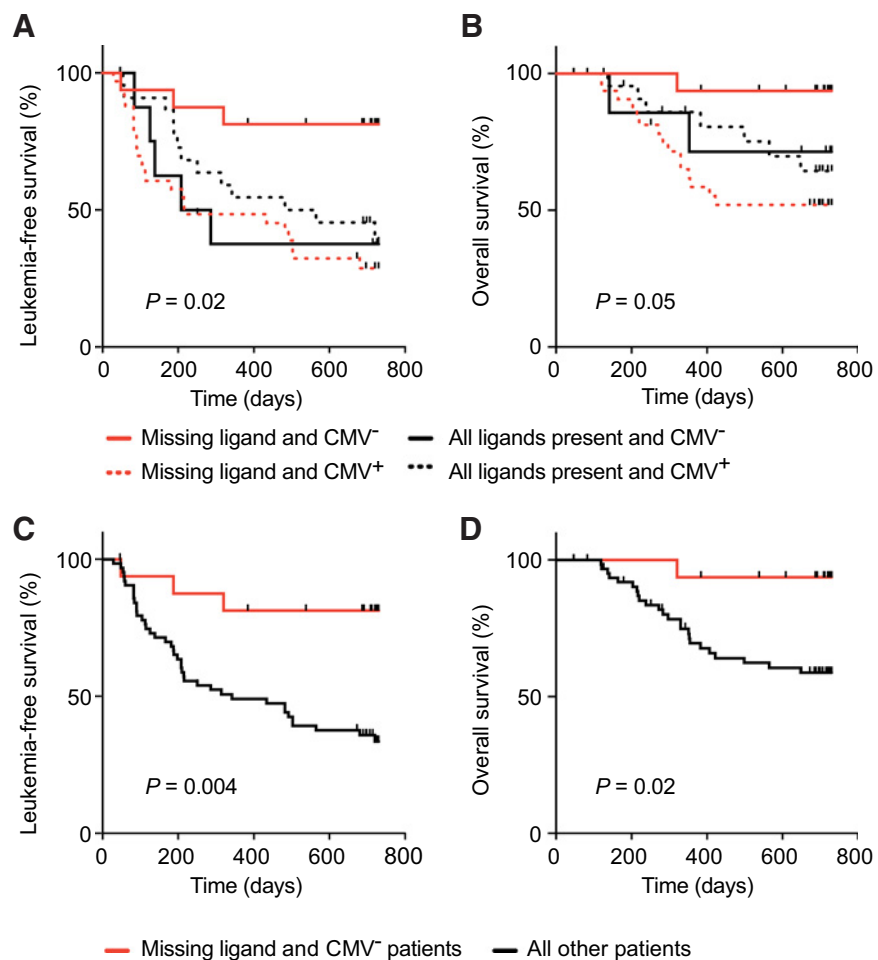 A
B
Leukemia-free survival (%)
100
50
0
0 200 400 600 800
Time (days)
P = 0.02
Overall survival (%)
100
50
0
0 200 400 600 800
Time (days)
P = 0.05
Missing ligand and CMV⁻
All ligands present and CMV⁻
Missing ligand and CMV⁺
All ligands present and CMV⁺
C
D
Leukemia-free survival (%)
100
50
0
0 200 400 600 800
Time (days)
P = 0.004
Overall survival (%)
100
50
0
0 200 400 600 800
Time (days)
P = 0.02
Missing ligand and CMV⁻ patients
All other patients